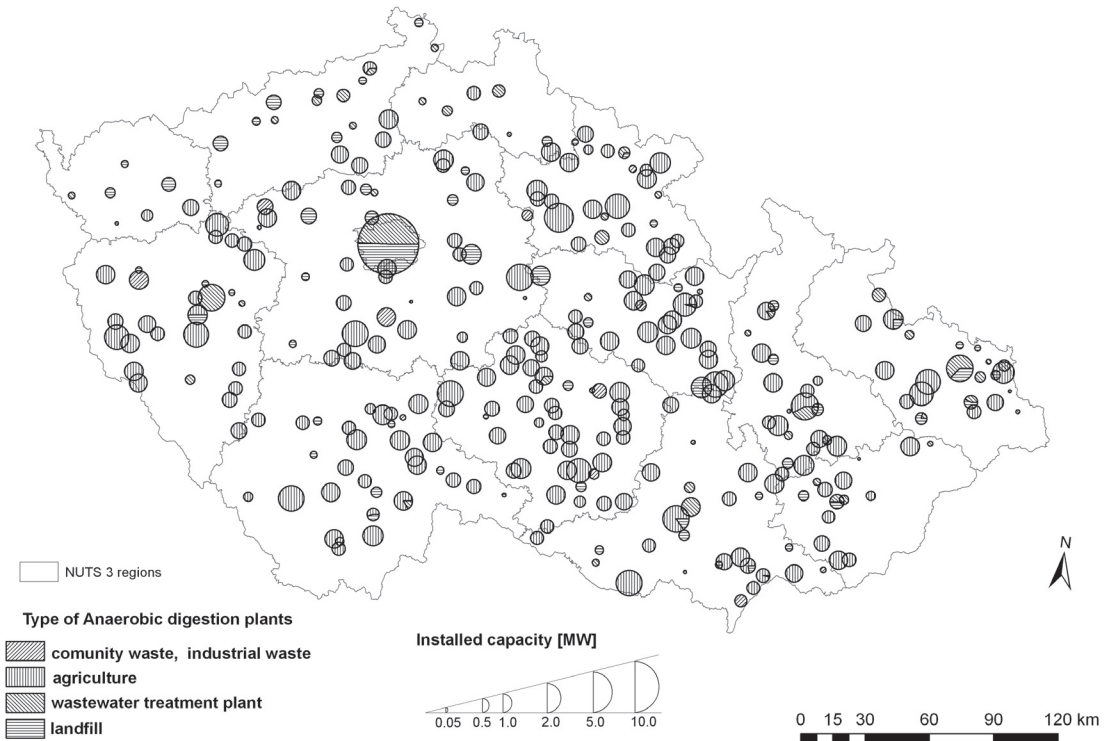 N
NUTS 3 regions
Type of Anaerobic digestion plants
comunity waste, industrial waste
agriculture
wastewater treatment plant
landfill
Installed capacity [MW]
0.05 0.5 1.0 2.0 5.0 10.0
0 15 30 60 90 120 km